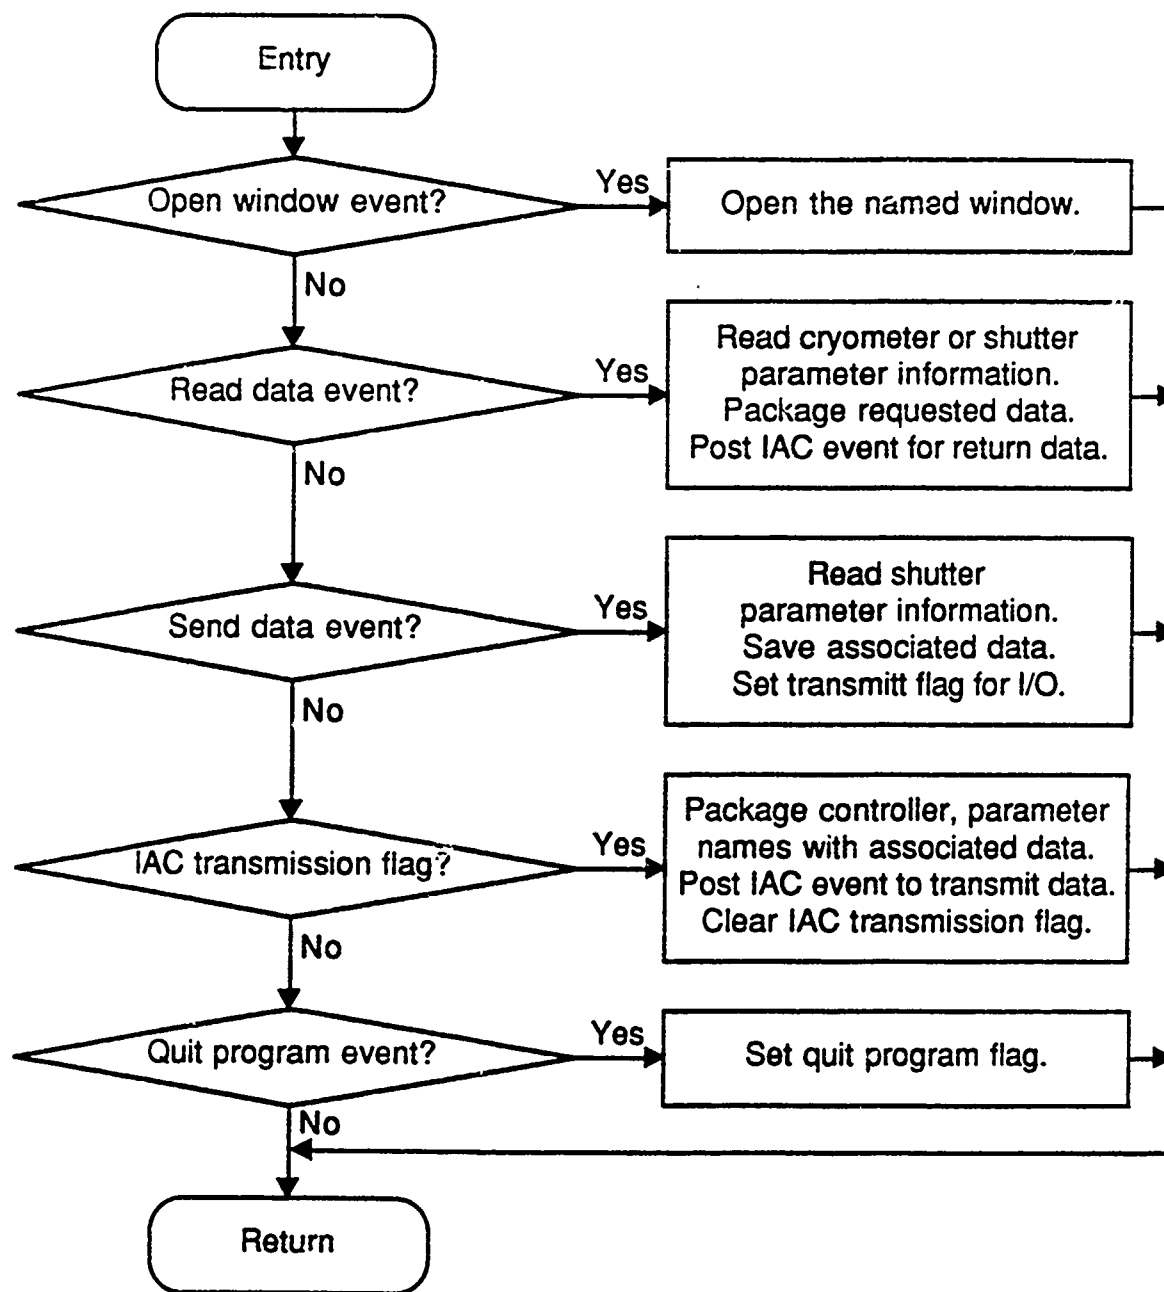 Entry
Open window event?
Yes
Open the named window.
No
Read data event?
Yes
Read cryometer or shutter
parameter information.
Package requested data.
Post IAC event for return data.
No
Send data event?
Yes
Read shutter
parameter information.
Save associated data.
Set transmitt flag for I/O.
No
IAC transmission flag?
Yes
Package controller, parameter
names with associated data.
Post IAC event to transmit data.
Clear IAC transmission flag.
No
Quit program event?
Yes
Set quit program flag.
No
Return